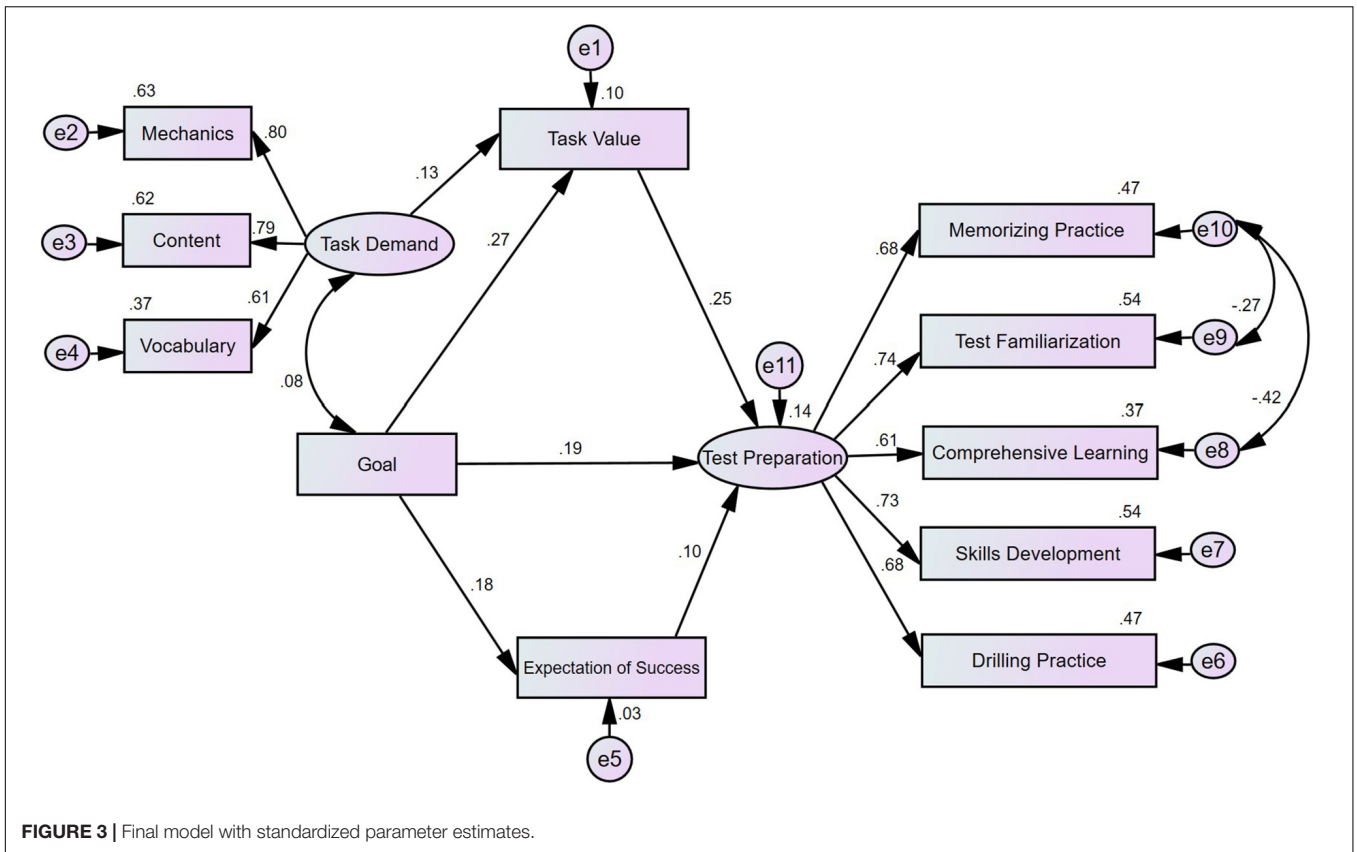 e1
.10
Task Value
.63
e2
Mechanics
.80
.13
.62
e3
Content
.79
Task Demand
.27
.37
.61
e4
Vocabulary
.08
.25
Goal
.19
e11
.14
Test Preparation
.18
.10
Expectation of Success
.03
e5
.47
.68
Memorizing Practice
e10
-.27
.54
.74
Test Familiarization
e9
-.42
.37
.61
Comprehensive Learning
e8
.54
.73
Skills Development
e7
.68
.47
Drilling Practice
e6
FIGURE 3 | Final model with standardized parameter estimates.